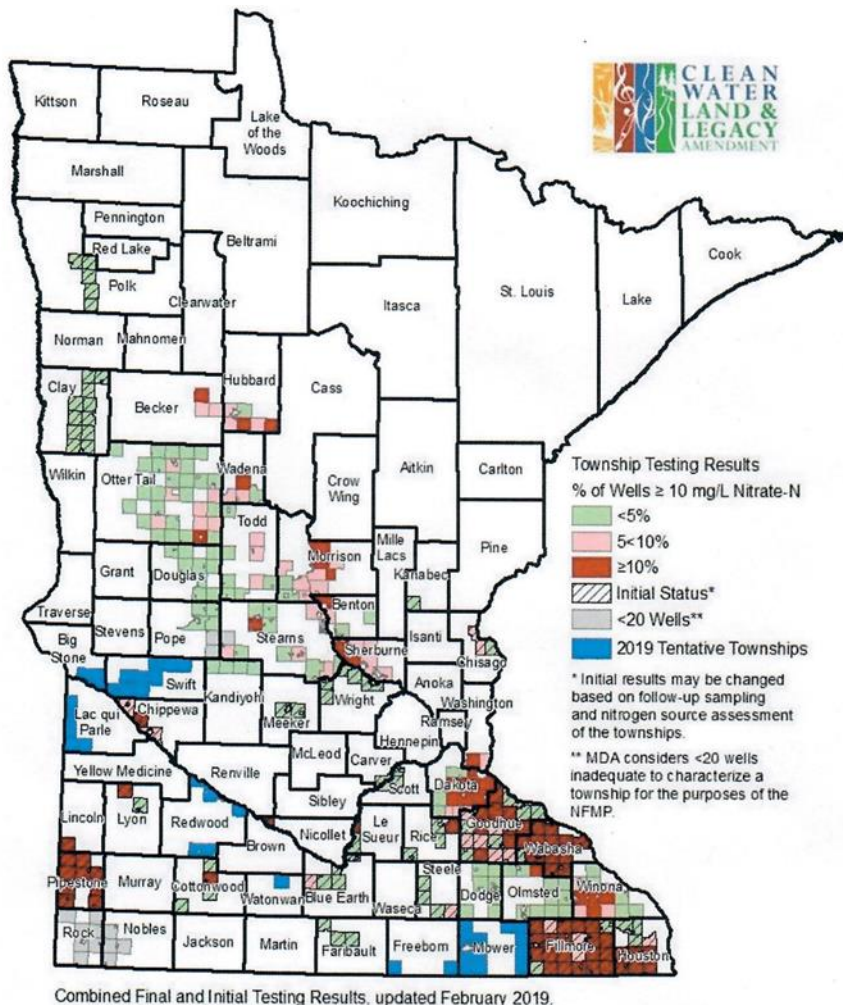 CLEAN
WATER
LAND &
LEGACY
AMENDMENT
Kittson
Roseau
Lake
of the
Woods
Marshall
Koochiching
Pennington
Beltrami
Red Lake
Cook
Polk
St. Louis
Lake
Clearwater
Itasca
Norman
Mahnomen
Hubbard
Cass
Clay
Becker
Wadena
Aitkin
Carlton
Wilkin
Otter Tail
Crow
Wing
Todd
Pine
Mille
Lacs
Morrison
Kanabec
Grant
Douglas
Benton
Traverse
Isanti
Stevens
Pope
Stearns
Sherburne
Chisago
Big
Stone
Swift
Anoka
Kandiyohi
Wright
Washington
Chippewa
Meeker
Ramsey
Lac qui
Parle
Hennepin
McLeod
Carver
Yellow Medicine
Renville
Dakota
Scott
Sibley
Lincoln
Lyon
Redwood
Le
Sueur
Goodhue
Nicollet
Rice
Wabasha
Brown
Steele
Pipestone
Murray
Cottonwood
Watonwan
Blue Earth
Waseca
Dodge
Olmsted
Winona
Rock
Nobles
Jackson
Martin
Faribault
Freeborn
Mower
Fillmore
Houston
Township Testing Results
% of Wells ≥ 10 mg/L Nitrate-N
<5%
5<10%
≥10%
Initial Status*
<20 Wells**
2019 Tentative Townships
* Initial results may be changed
based on follow-up sampling
and nitrogen source assessment
of the townships.
** MDA considers <20 wells
inadequate to characterize a
township for the purposes of the
NFMP.
Combined Final and Initial Testing Results, updated February 2019.